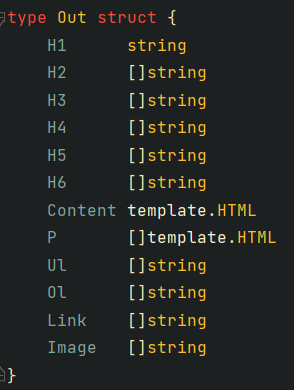 type Out struct {
H1 string
H2 []string
H3 []string
H4 []string
H5 []string
H6 []string
Content template.HTML
P []template.HTML
Ul []string
Ol []string
Link []string
Image []string
}